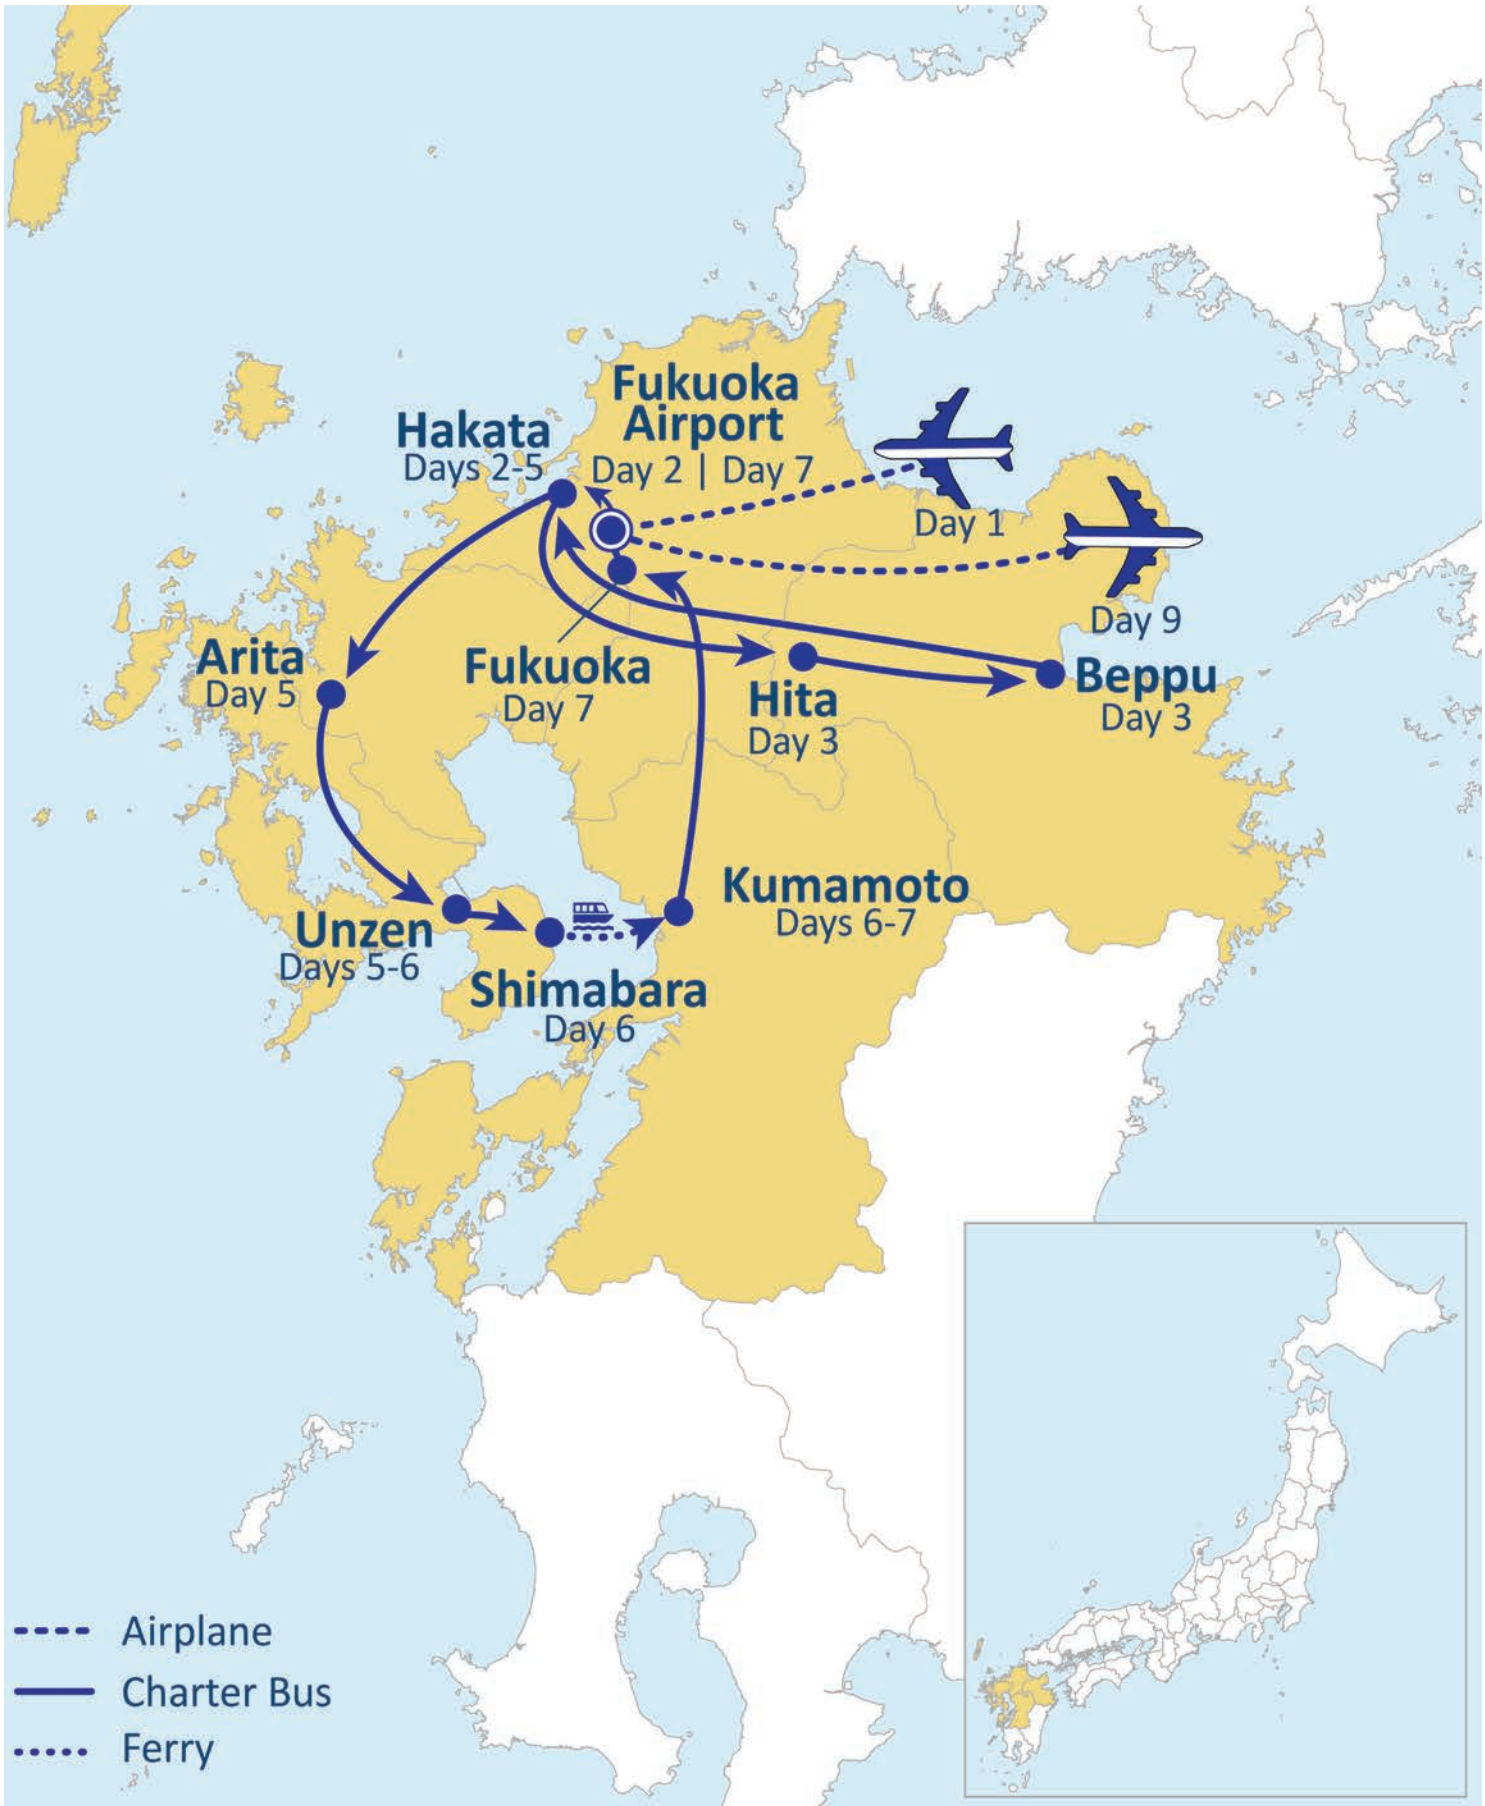 Fukuoka
Airport
Day 2 | Day 7
Hakata
Days 2-5
Day 1
Day 9
Arita
Day 5
Fukuoka
Day 7
Hita
Day 3
Beppu
Day 3
Kumamoto
Days 6-7
Unzen
Days 5-6
Shimabara
Day 6
Airplane
Charter Bus
Ferry